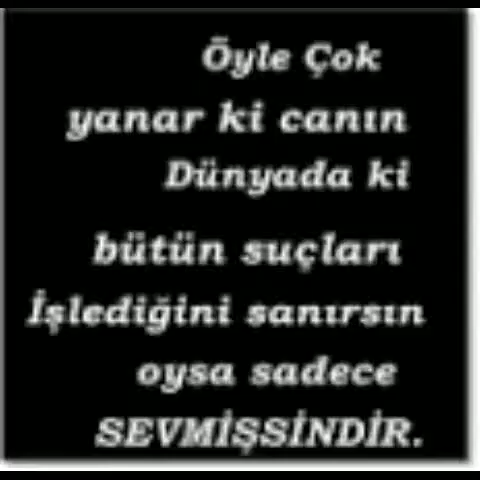 Öyle Çok
yanar ki canın
Dünyada ki
bütün suçları
İşlediğini sanırsın
oysa sadece
SEVMİŞSİNDİR.